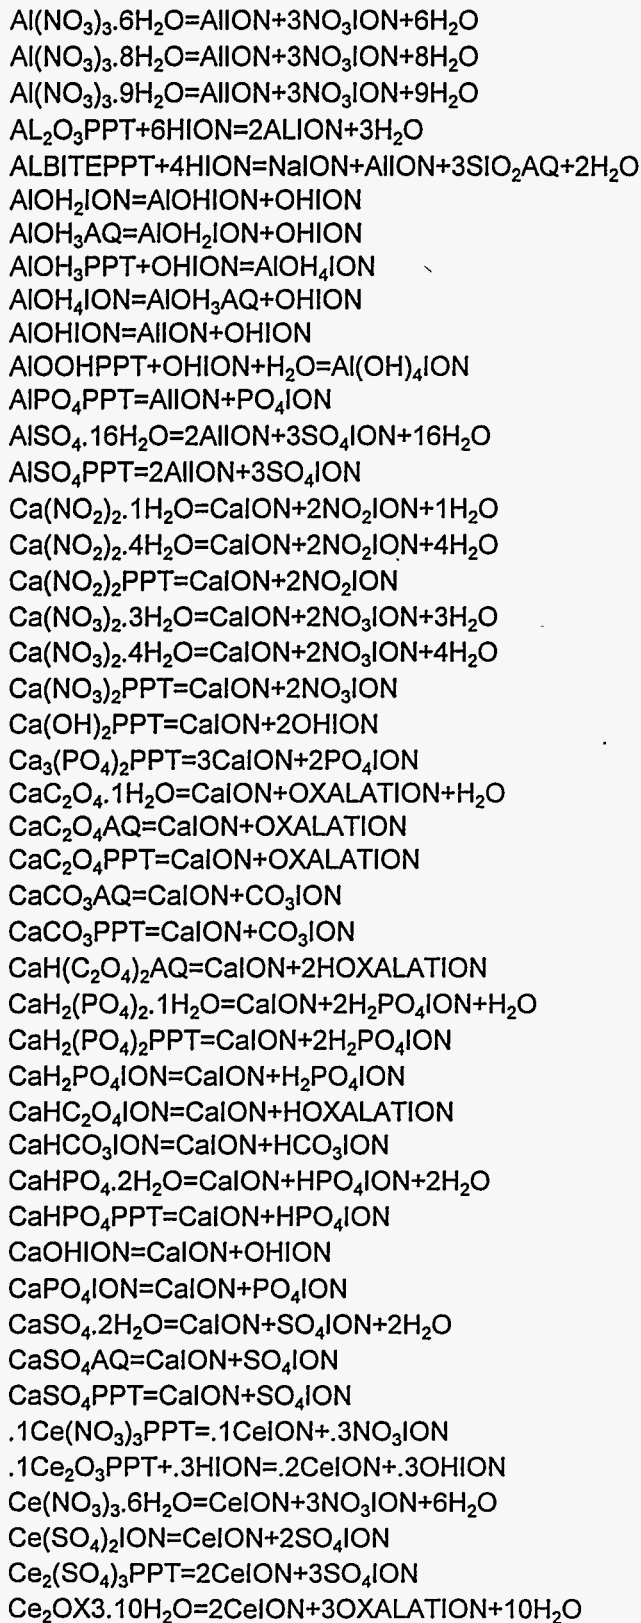 Al(NO₃)₃.6H₂O=AlION+3NO₃ION+6H₂O
Al(NO₃)₃.8H₂O=AlION+3NO₃ION+8H₂O
Al(NO₃)₃.9H₂O=AlION+3NO₃ION+9H₂O
AL₂O₃PPT+6HION=2ALION+3H₂O
ALBITEPPT+4HION=NaION+AlION+3SIO₂AQ+2H₂O
AlOH₂ION=AlOHION+OHION
AlOH₃AQ=AlOH₂ION+OHION
AlOH₃PPT+OHION=AlOH₄ION
AlOH₄ION=AlOH₃AQ+OHION
AlOHION=AlION+OHION
AlOOHPPT+OHION+H₂O=Al(OH)₄ION
AlPO₄PPT=AlION+PO₄ION
AlSO₄.16H₂O=2AlION+3SO₄ION+16H₂O
AlSO₄PPT=2AlION+3SO₄ION
Ca(NO₂)₂.1H₂O=CaION+2NO₂ION+1H₂O
Ca(NO₂)₂.4H₂O=CaION+2NO₂ION+4H₂O
Ca(NO₂)₂PPT=CaION+2NO₂ION
Ca(NO₃)₂.3H₂O=CaION+2NO₃ION+3H₂O
Ca(NO₃)₂.4H₂O=CaION+2NO₃ION+4H₂O
Ca(NO₃)₂PPT=CaION+2NO₃ION
Ca(OH)₂PPT=CaION+2OHION
Ca₃(PO₄)₂PPT=3CaION+2PO₄ION
CaC₂O₄.1H₂O=CaION+OXALATION+H₂O
CaC₂O₄AQ=CaION+OXALATION
CaC₂O₄PPT=CaION+OXALATION
CaCO₃AQ=CaION+CO₃ION
CaCO₃PPT=CaION+CO₃ION
CaH(C₂O₄)₂AQ=CaION+2HOXALATION
CaH₂(PO₄)₂.1H₂O=CaION+2H₂PO₄ION+H₂O
CaH₂(PO₄)₂PPT=CaION+2H₂PO₄ION
CaH₂PO₄ION=CaION+H₂PO₄ION
CaHC₂O₄ION=CaION+HOXALATION
CaHCO₃ION=CaION+HCO₃ION
CaHPO₄.2H₂O=CaION+HPO₄ION+2H₂O
CaHPO₄PPT=CaION+HPO₄ION
CaOHION=CaION+OHION
CaPO₄ION=CaION+PO₄ION
CaSO₄.2H₂O=CaION+SO₄ION+2H₂O
CaSO₄AQ=CaION+SO₄ION
CaSO₄PPT=CaION+SO₄ION
.1Ce(NO₃)₃PPT=.1CeION+.3NO₃ION
.1Ce₂O₃PPT+.3HION=.2CeION+.3OHION
Ce(NO₃)₃.6H₂O=CeION+3NO₃ION+6H₂O
Ce(SO₄)₂ION=CeION+2SO₄ION
Ce₂(SO₄)₃PPT=2CeION+3SO₄ION
Ce₂OX3.10H₂O=2CeION+3OXALATION+10H₂O